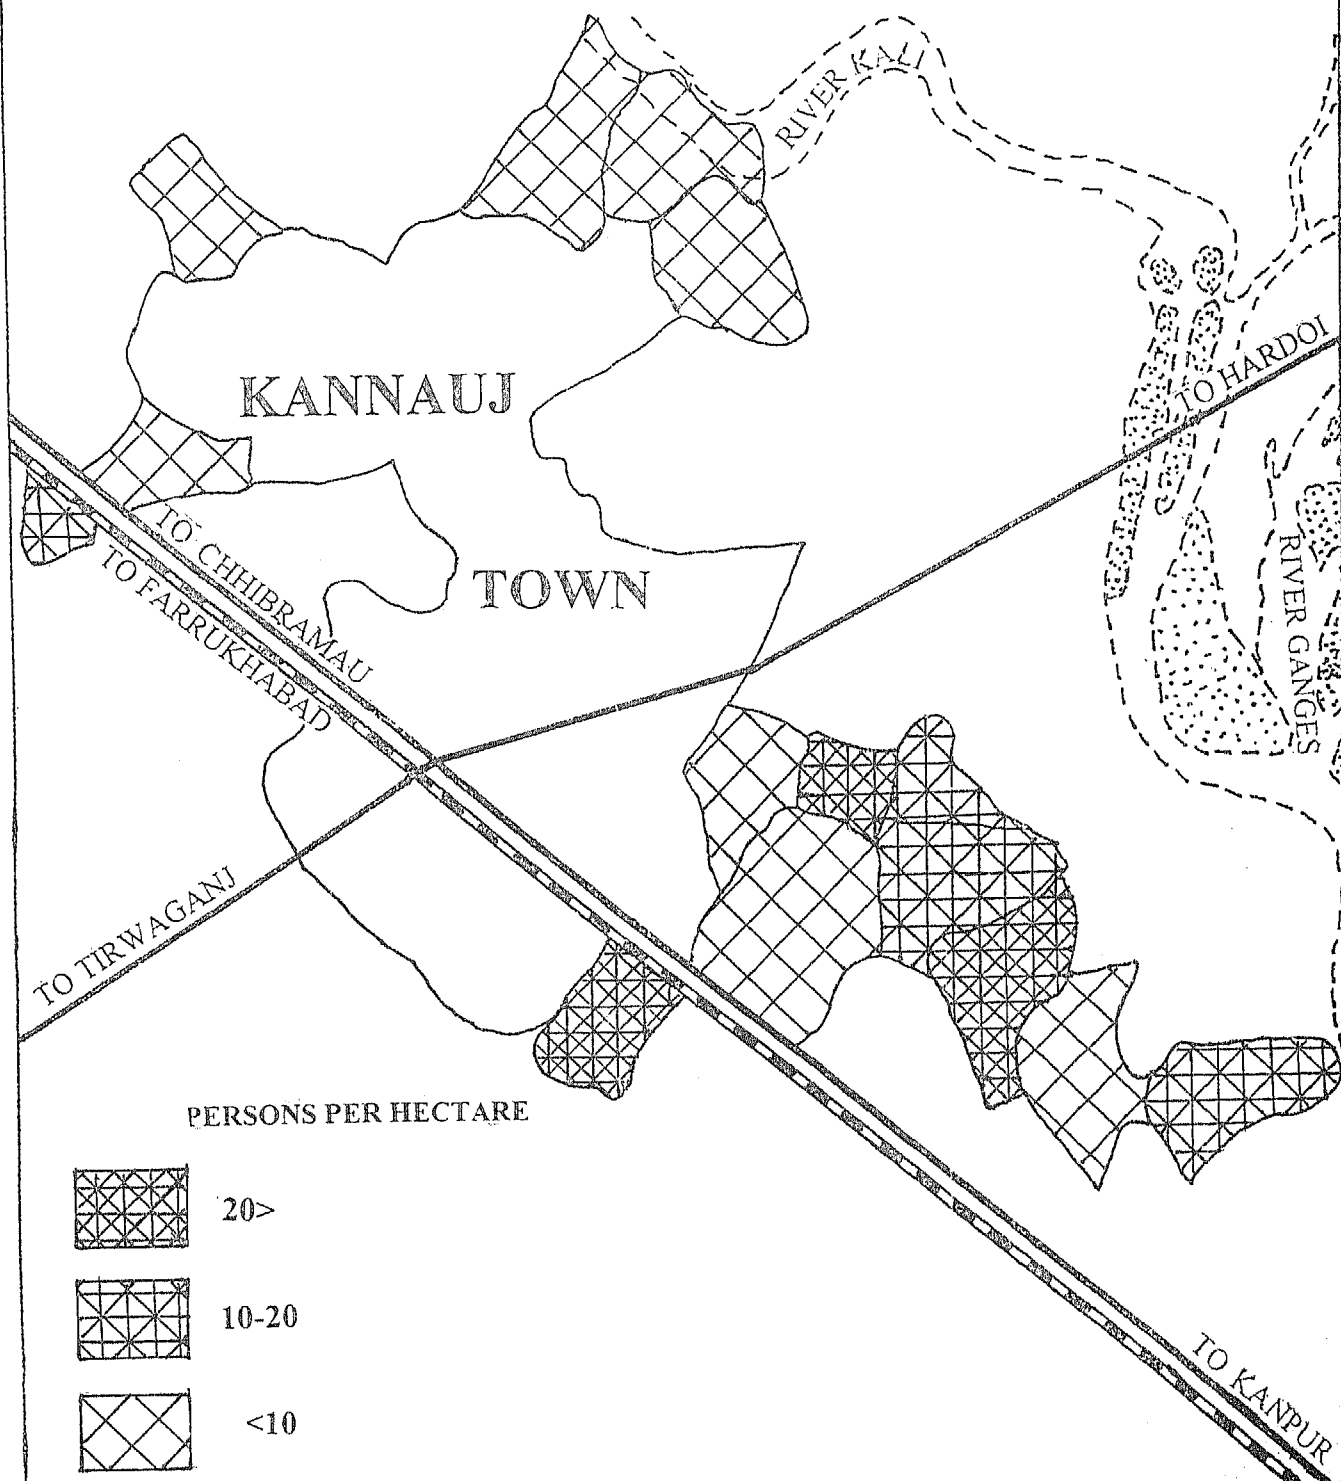 RIVER KALI
TO HARDOI
KANNAUJ
TOWN
TO CHHIBRAMAU
TO FARRUKHABAD
RIVER GANGES
TO TIRWAGANJ
PERSONS PER HECTARE
20>
10-20
<10
TO KANPUR